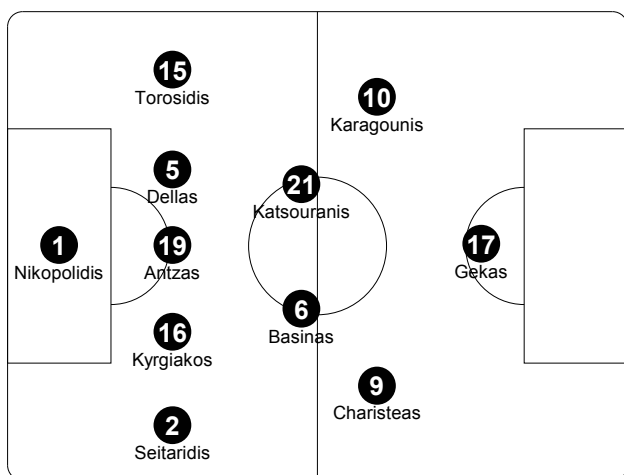 15
Torosidis
10
Karagounis
5
Dellas
21
Katsouranis
1
Nikopolidis
19
Antzas
17
Gekas
6
Basinas
16
Kyrgiakos
9
Charisteas
2
Seitaridis